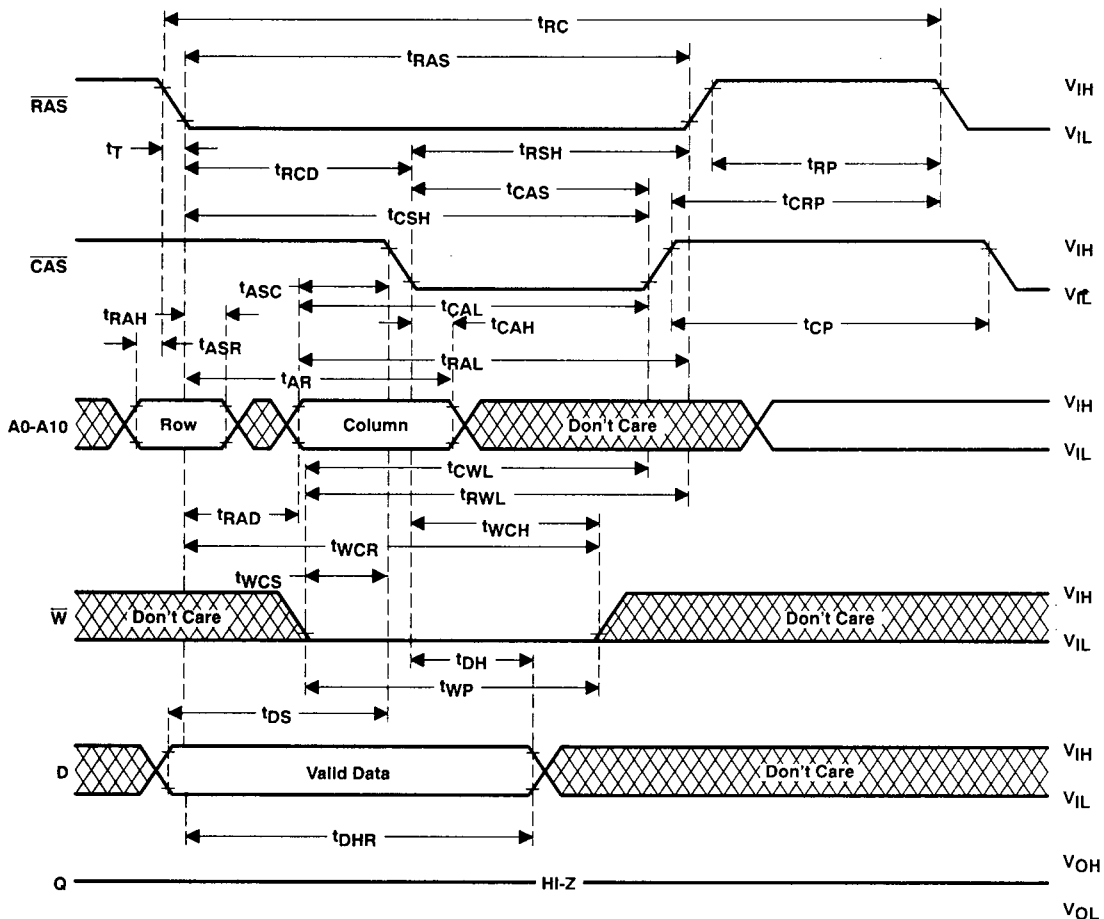 tRC
tRAS
RAS
VIH
VIL
tT
tRCD
tRSH
tRP
tCAS
tCRP
tCSH
CAS
VIH
VIL
tASC
tCAL
tRAH
tCAH
tCP
tASR
tRAL
tAR
A0-A10
Row
Column
Don't Care
VIH
VIL
tCWL
tRWL
tRAD
tWCH
tWCR
tWCS
W
Don't Care
Don't Care
VIH
VIL
tDH
tWP
tDS
D
Valid Data
Don't Care
VIH
VIL
tDHR
Q
HI-Z
VOH
VOL